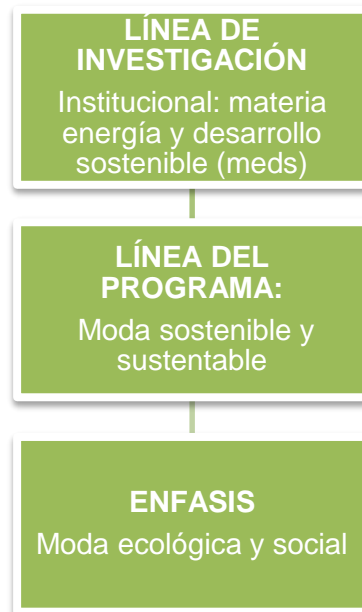 LÍNEA DE
INVESTIGACIÓN
Institucional: materia
energía y desarrollo
sostenible (meds)
LÍNEA DEL
PROGRAMA:
Moda sostenible y
sustentable
ENFASIS
Moda ecológica y social